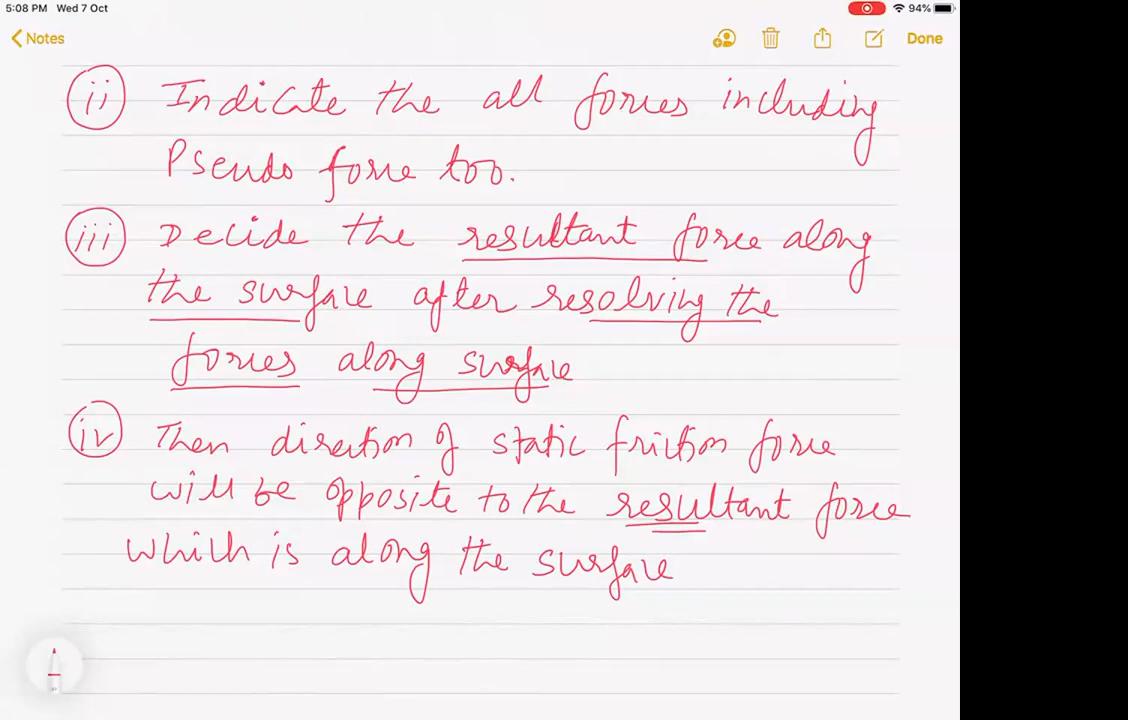 5:08 PM Wed 7 Oct 94%
Notes Done
ii Indicate the all forces including
Pseudo force too.
iii Decide the resultant force along
the surface after resolving the
forces along surface
iv Then direction of static friction force
will be opposite to the resultant force
which is along the surface